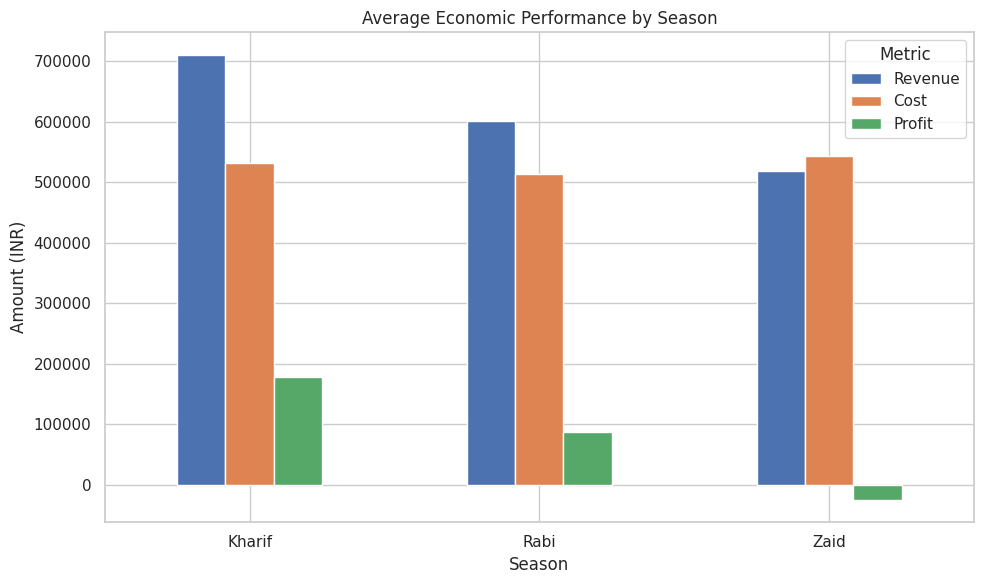 Average Economic Performance by Season
Metric
Revenue
Cost
Profit
Amount (INR)
700000
600000
500000
400000
300000
200000
100000
0
Kharif
Rabi
Zaid
Season